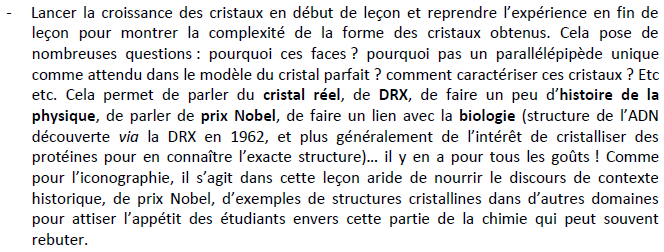 - Lancer la croissance des cristaux en début de leçon et reprendre l’expérience en fin de
leçon pour montrer la complexité de la forme des cristaux obtenus. Cela pose de
nombreuses questions : pourquoi ces faces ? pourquoi pas un parallélépipède unique
comme attendu dans le modèle du cristal parfait ? comment caractériser ces cristaux ? Etc
etc. Cela permet de parler du cristal réel, de DRX, de faire un peu d’histoire de la
physique, de parler de prix Nobel, de faire un lien avec la biologie (structure de l’ADN
découverte via la DRX en 1962, et plus généralement de l’intérêt de cristalliser des
protéines pour en connaître l’exacte structure)… il y en a pour tous les goûts ! Comme
pour l’iconographie, il s’agit dans cette leçon aride de nourrir le discours de contexte
historique, de prix Nobel, d’exemples de structures cristallines dans d’autres domaines
pour attiser l’appétit des étudiants envers cette partie de la chimie qui peut souvent
rebuter.